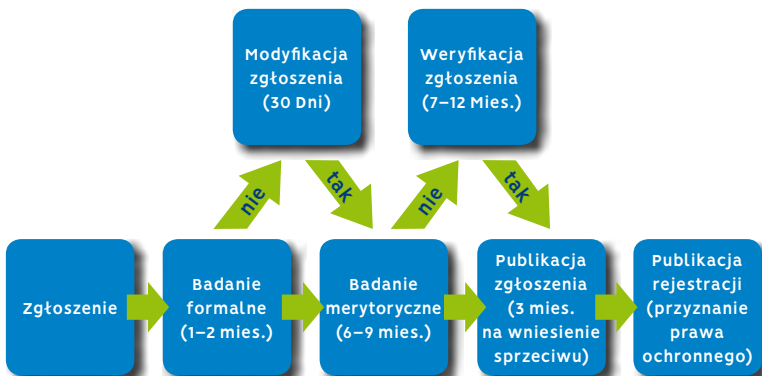 Modyfikacja
zgłoszenia
(30 Dni)
Weryfikacja
zgłoszenia
(7–12 Mies.)
nie
tak
nie
tak
Zgłoszenie
Badanie
formalne
(1–2 mies.)
Badanie
merytoryczne
(6–9 mies.)
Publikacja
zgłoszenia
(3 mies.
na wniesienie
sprzeciwu)
Publikacja
rejestracji
(przyznanie
prawa
ochronnego)